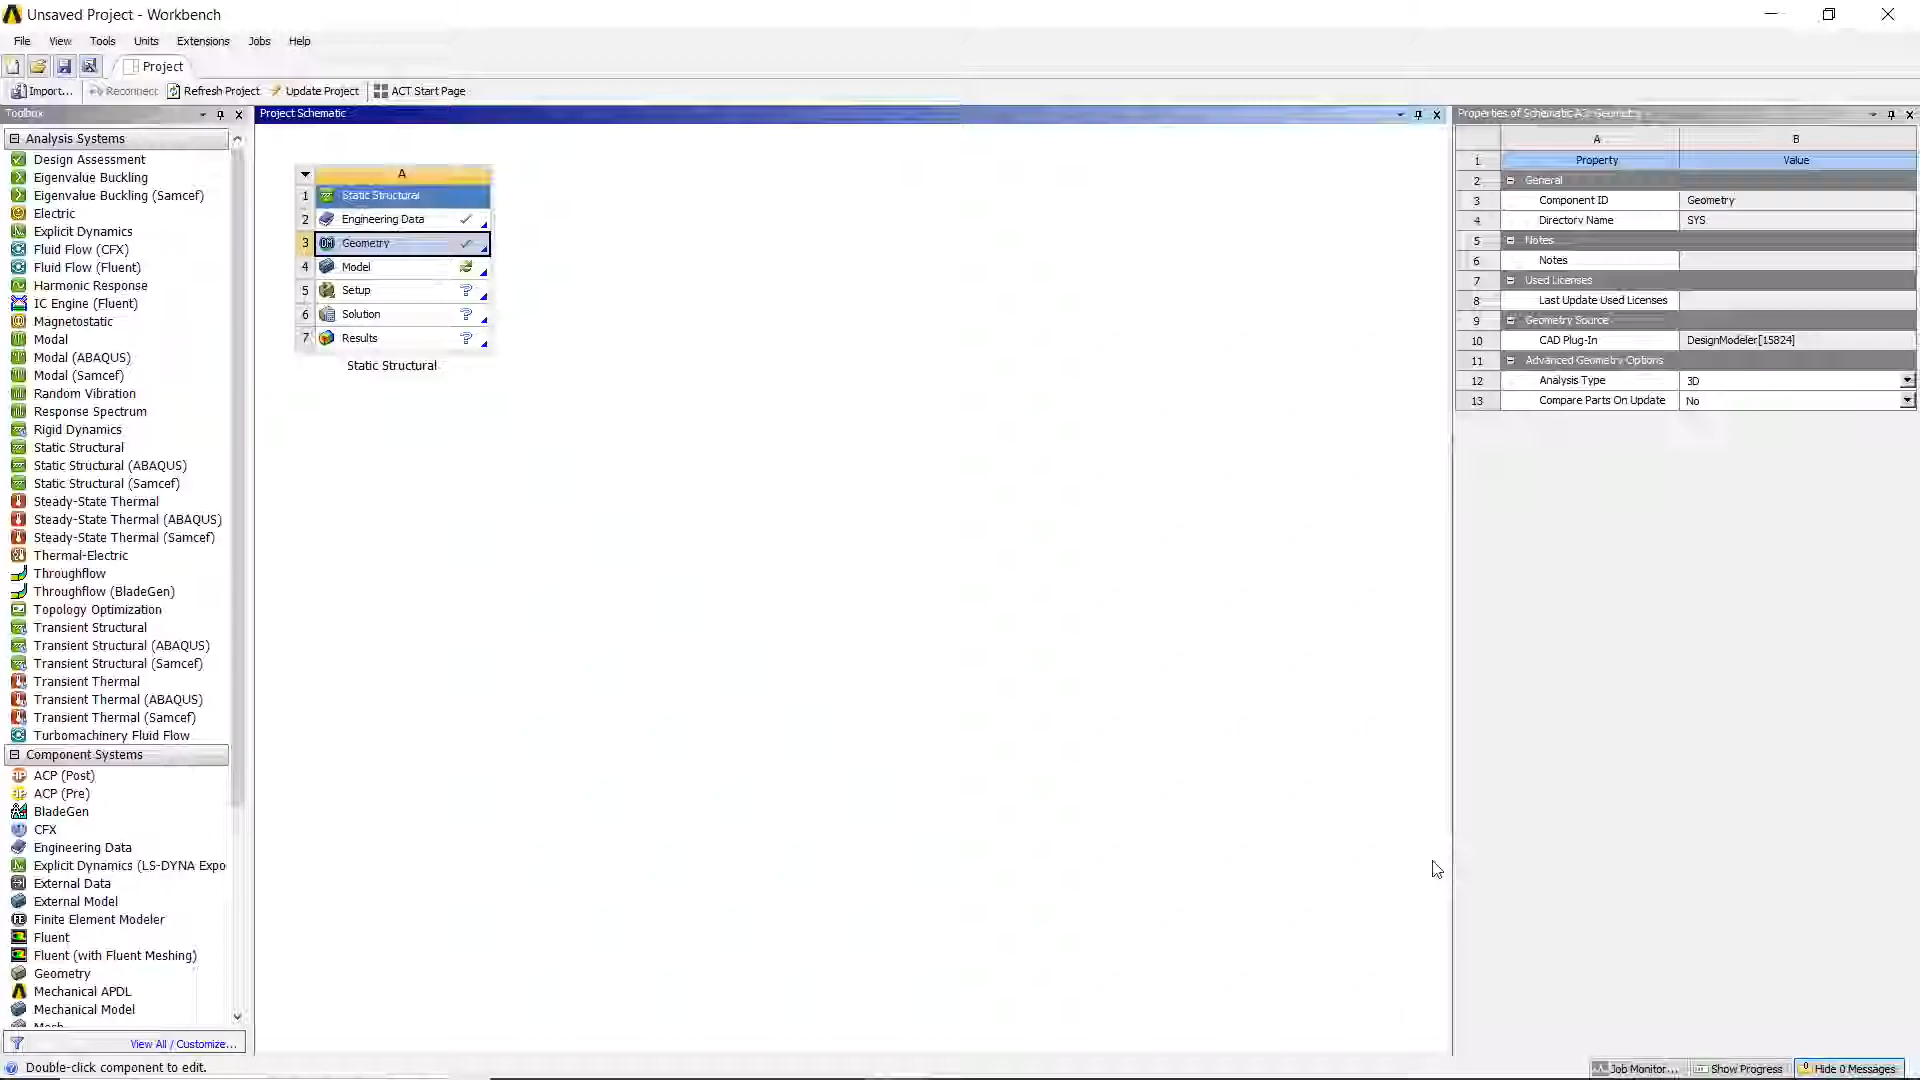 Unsaved Project - Workbench
File View Tools Units Extensions Jobs Help
Project
Import... Reconnect Refresh Project Update Project ACT Start Page
Toolbox
Analysis Systems
Design Assessment
Eigenvalue Buckling
Eigenvalue Buckling (Samcef)
Electric
Explicit Dynamics
Fluid Flow (CFX)
Fluid Flow (Fluent)
Harmonic Response
IC Engine (Fluent)
Magnetostatic
Modal
Modal (ABAQUS)
Modal (Samcef)
Random Vibration
Response Spectrum
Rigid Dynamics
Static Structural
Static Structural (ABAQUS)
Static Structural (Samcef)
Steady-State Thermal
Steady-State Thermal (ABAQUS)
Steady-State Thermal (Samcef)
Thermal-Electric
Throughflow
Throughflow (BladeGen)
Topology Optimization
Transient Structural
Transient Structural (ABAQUS)
Transient Structural (Samcef)
Transient Thermal
Transient Thermal (ABAQUS)
Transient Thermal (Samcef)
Turbomachinery Fluid Flow
Component Systems
ACP (Post)
ACP (Pre)
BladeGen
CFX
Engineering Data
Explicit Dynamics (LS-DYNA Expo
External Data
External Model
Finite Element Modeler
Fluent
Fluent (with Fluent Meshing)
Geometry
Mechanical APDL
Mechanical Model
Mesh
View All / Customize...
Double-click component to edit.
Project Schematic
A
1 Static Structural
2 Engineering Data
3 Geometry
4 Model
5 Setup ?
6 Solution ?
7 Results ?
Static Structural
Properties of Schematic
A B
1 Property Value
2 General
3 Component ID Geometry
4 Directory Name SYS
5 Notes
6 Notes
7 Used Licenses
8 Last Update Used Licenses
9 Geometry Source
10 CAD Plug-In DesignModeler[15824]
11 Advanced Geometry Options
12 Analysis Type 3D
13 Compare Parts On Update No
Job Monitor... Show Progress Hide 0 Messages